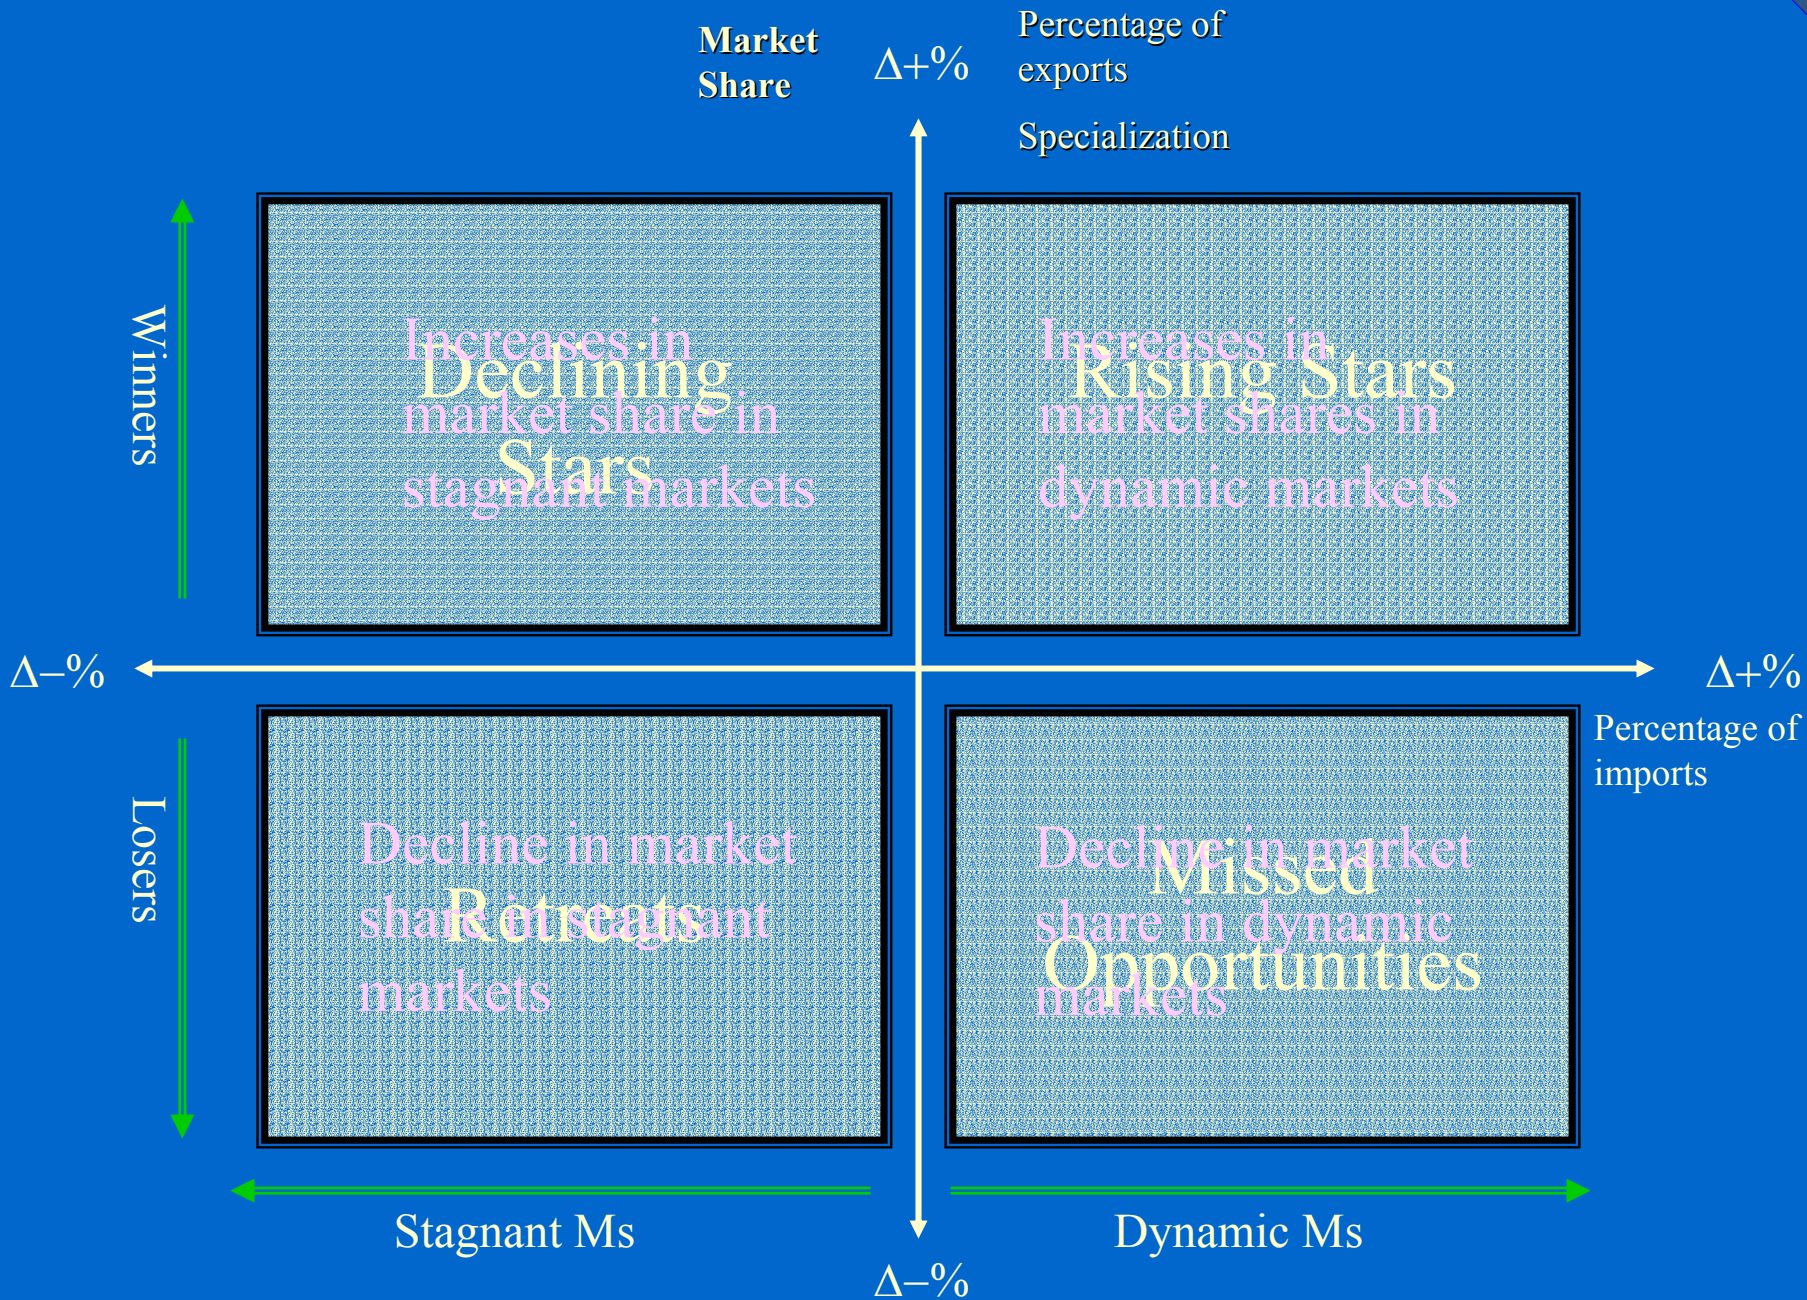 Market
Share
Δ+%
Percentage of
exports
Specialization
Winners
Declining
Stars
Increases in
market share in
stagnant markets
Rising Stars
Increases in
market shares in
dynamic markets
Δ−%
Δ+%
Percentage of
imports
Losers
Retreats
Decline in market
share in stagnant
markets
Missed
Opportunities
Decline in market
share in dynamic
markets
Stagnant Ms
Dynamic Ms
Δ−%